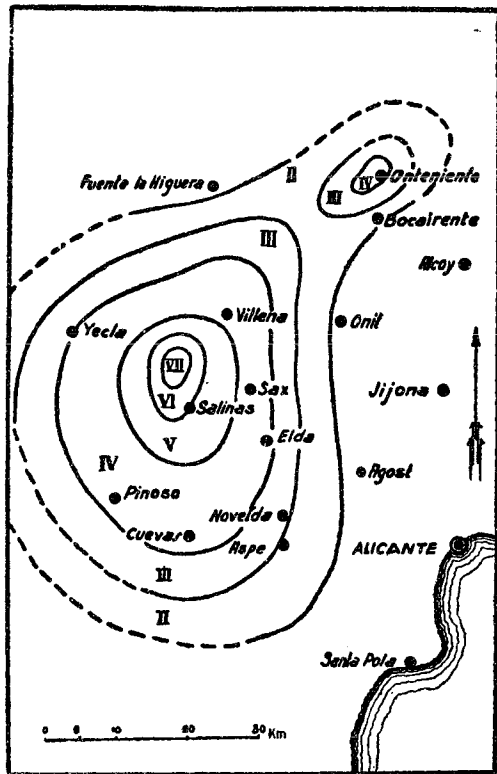 II
Onteniente
IV
Fuente la Higuera
III
Bocairente
III
Alcoy
Villena
Onil
Yecla
VII
Sax
Jijona
VI
Salinas
V
Elda
IV
Agost
Pinoso
Novelda
Cuevas
Aspe
ALICANTE
III
II
Santa Pola
0 10 20 30 Km